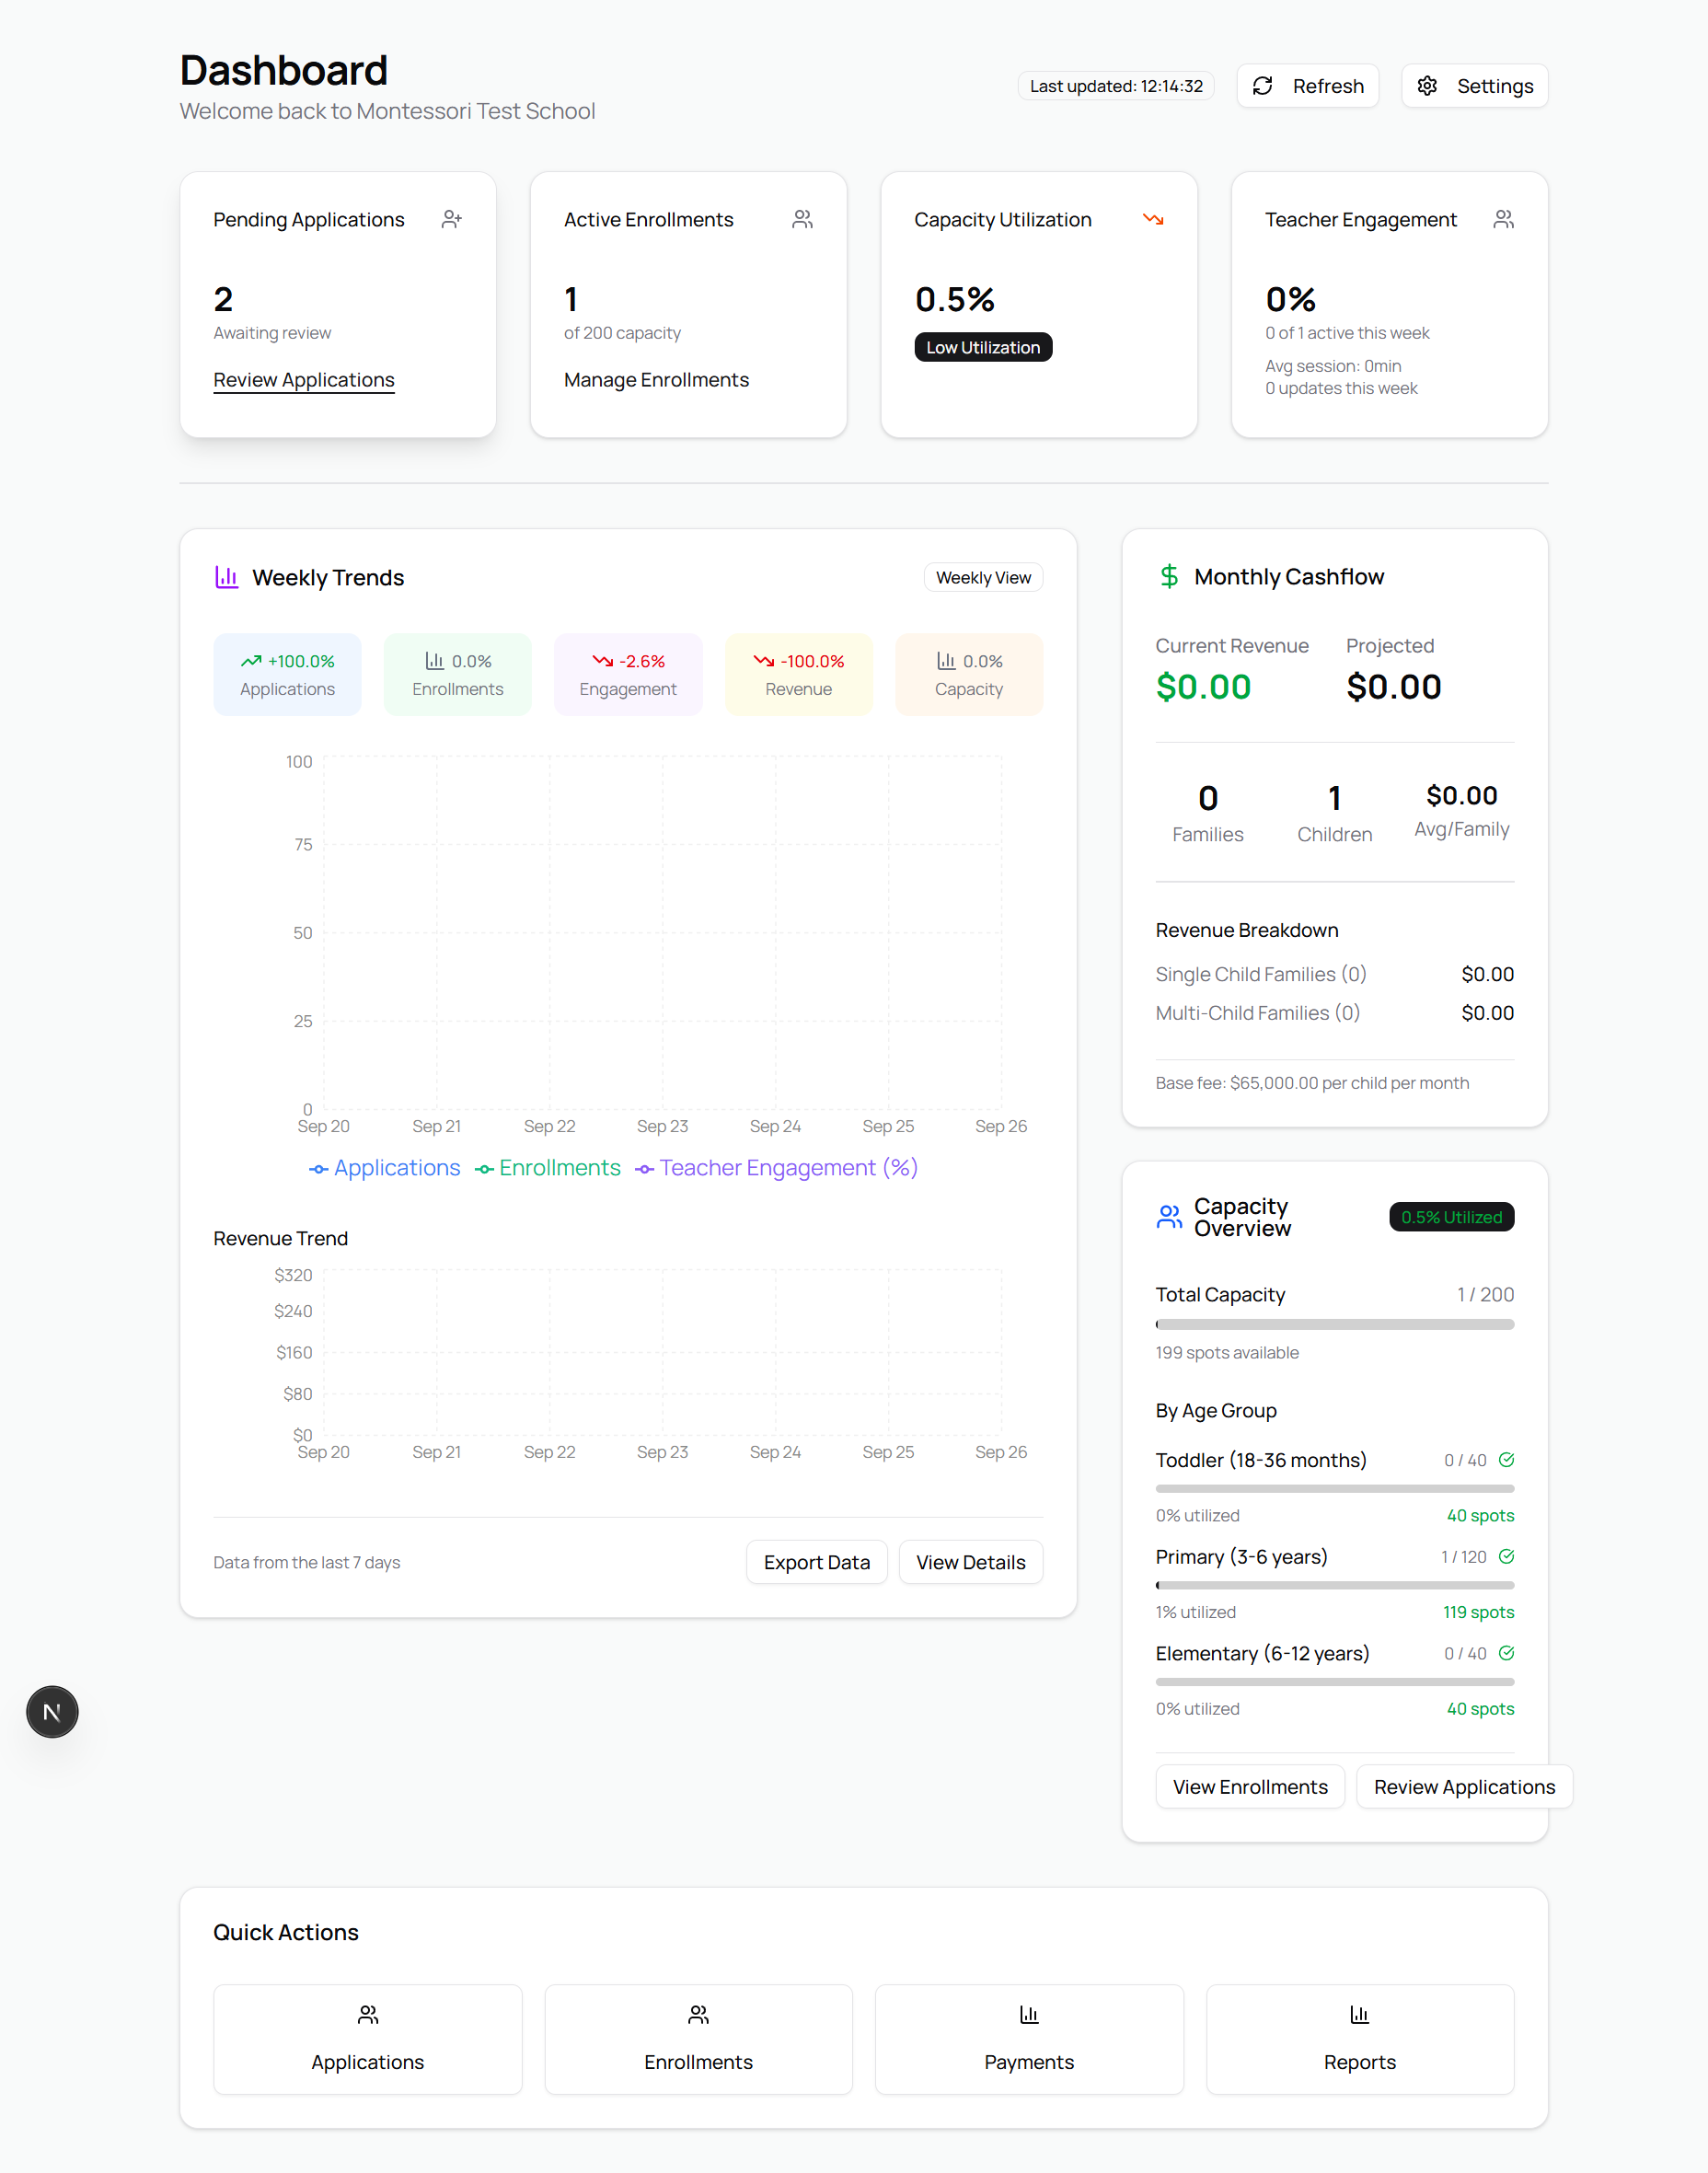 Dashboard
Welcome back to Montessori Test School
Last updated: 12:14:32
Refresh
Settings
Pending Applications
2
Awaiting review
Review Applications
Active Enrollments
1
of 200 capacity
Manage Enrollments
Capacity Utilization
0.5%
Low Utilization
Teacher Engagement
0%
0 of 1 active this week
Avg session: 0min
0 updates this week
Weekly Trends
Weekly View
+100.0%
Applications
0.0%
Enrollments
-2.6%
Engagement
-100.0%
Revenue
0.0%
Capacity
100
75
50
25
0
Sep 20 Sep 21 Sep 22 Sep 23 Sep 24 Sep 25 Sep 26
Applications Enrollments Teacher Engagement (%)
Revenue Trend
$320
$240
$160
$80
$0
Sep 20 Sep 21 Sep 22 Sep 23 Sep 24 Sep 25 Sep 26
Data from the last 7 days
Export Data
View Details
Monthly Cashflow
Current Revenue
$0.00
Projected
$0.00
0
Families
1
Children
$0.00
Avg/Family
Revenue Breakdown
Single Child Families (0) $0.00
Multi-Child Families (0) $0.00
Base fee: $65,000.00 per child per month
Capacity
Overview
0.5% Utilized
Total Capacity 1 / 200
199 spots available
By Age Group
Toddler (18-36 months) 0 / 40
0% utilized 40 spots
Primary (3-6 years) 1 / 120
1% utilized 119 spots
Elementary (6-12 years) 0 / 40
0% utilized 40 spots
View Enrollments
Review Applications
N
Quick Actions
Applications
Enrollments
Payments
Reports